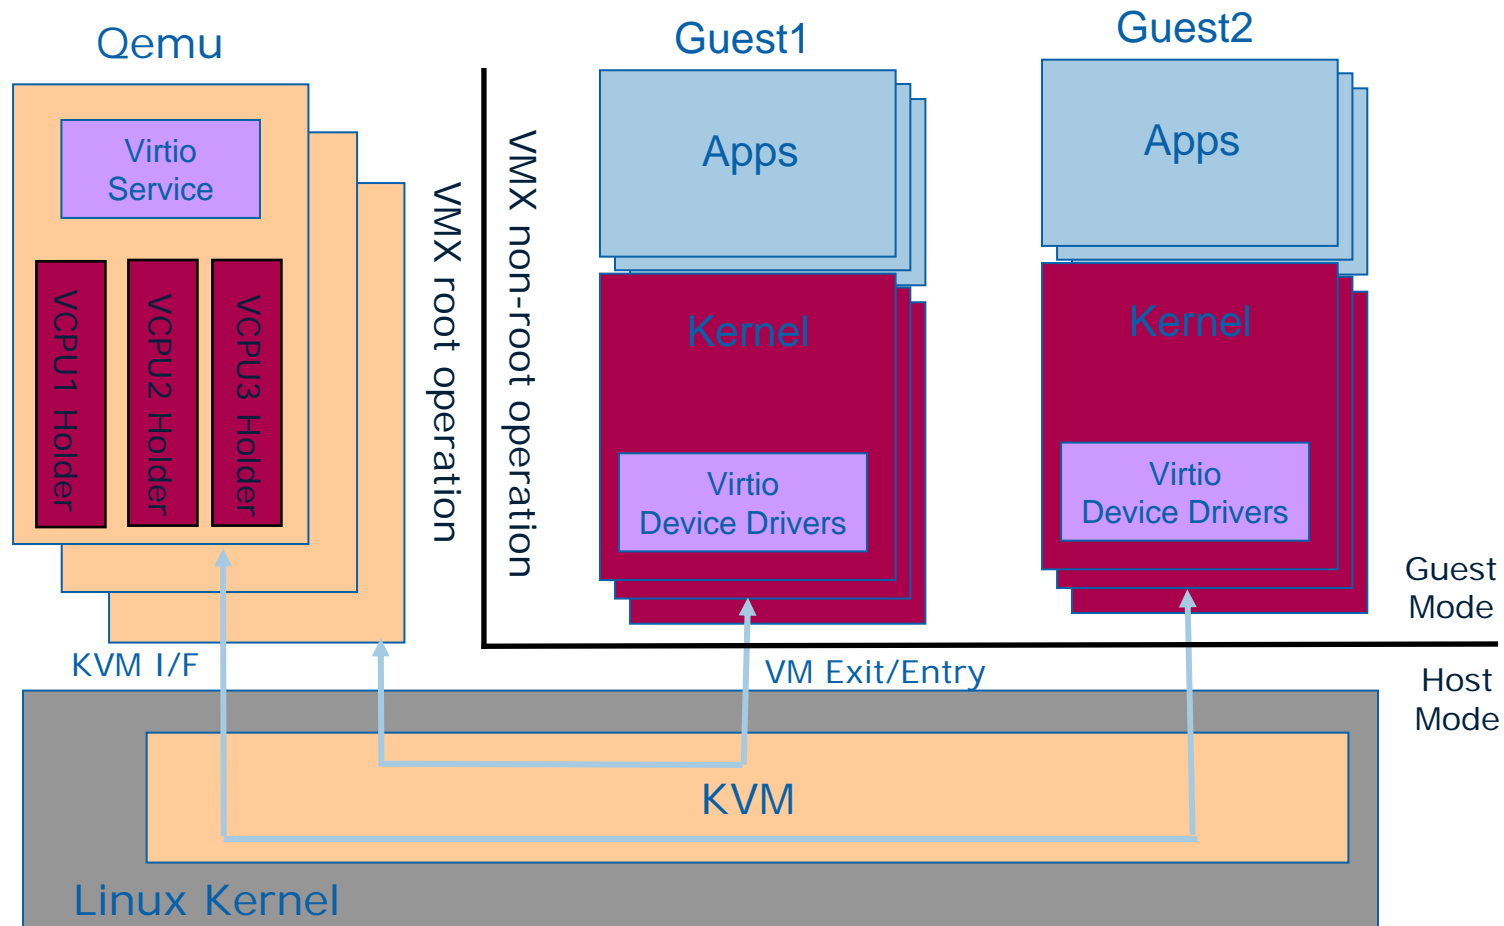 Qemu
Virtio
Service
VCPU1 Holder
VCPU2 Holder
VCPU3 Holder
VMX root operation
VMX non-root operation
Guest1
Apps
Kernel
Virtio
Device Drivers
Guest2
Apps
Kernel
Virtio
Device Drivers
Guest
Mode
KVM I/F
VM Exit/Entry
Host
Mode
KVM
Linux Kernel